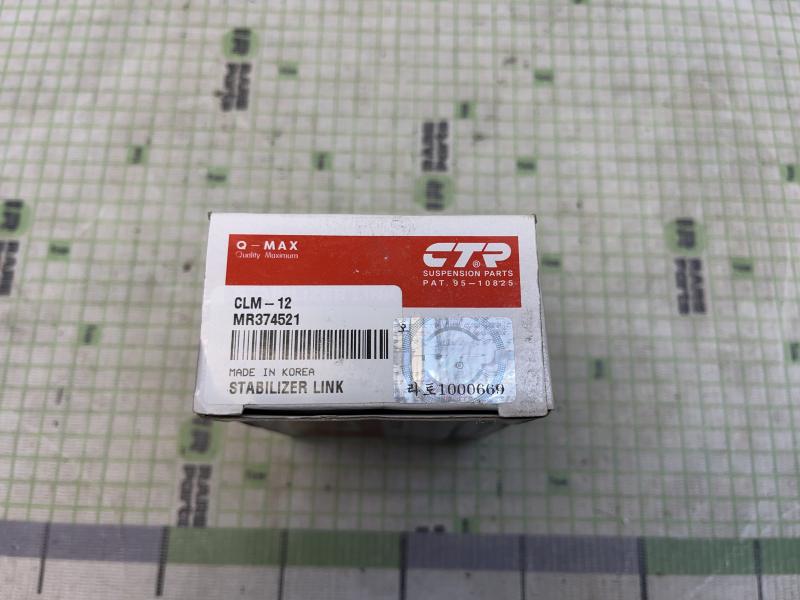 Q-MAX
Quality Maximum
CTR®
SUSPENSION PARTS
PAT. 95-10825
CLM-12
MR374521
MADE IN KOREA
STABILIZER LINK
라토1000669